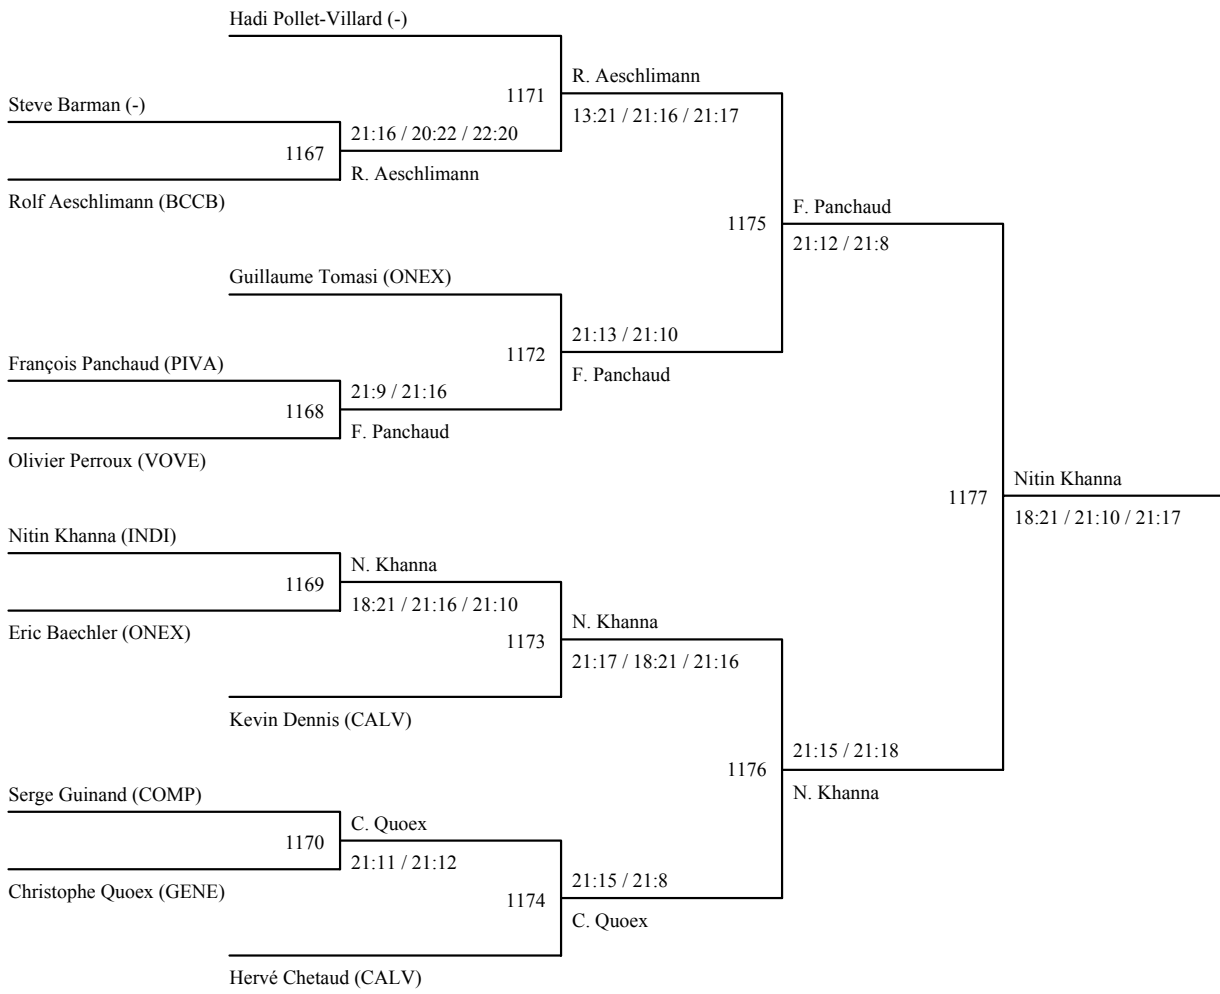 Hadi Pollet-Villard (-)
R. Aeschlimann
1171
Steve Barman (-)
13:21 / 21:16 / 21:17
21:16 / 20:22 / 22:20
1167
R. Aeschlimann
Rolf Aeschlimann (BCCB)
F. Panchaud
1175
21:12 / 21:8
Guillaume Tomasi (ONEX)
21:13 / 21:10
1172
François Panchaud (PIVA)
F. Panchaud
21:9 / 21:16
1168
F. Panchaud
Olivier Perroux (VOVE)
Nitin Khanna
1177
18:21 / 21:10 / 21:17
Nitin Khanna (INDI)
N. Khanna
1169
18:21 / 21:16 / 21:10
Eric Baechler (ONEX)
N. Khanna
1173
21:17 / 18:21 / 21:16
Kevin Dennis (CALV)
21:15 / 21:18
1176
N. Khanna
Serge Guinand (COMP)
C. Quoex
1170
21:11 / 21:12
21:15 / 21:8
Christophe Quoex (GENE)
1174
C. Quoex
Hervé Chetaud (CALV)